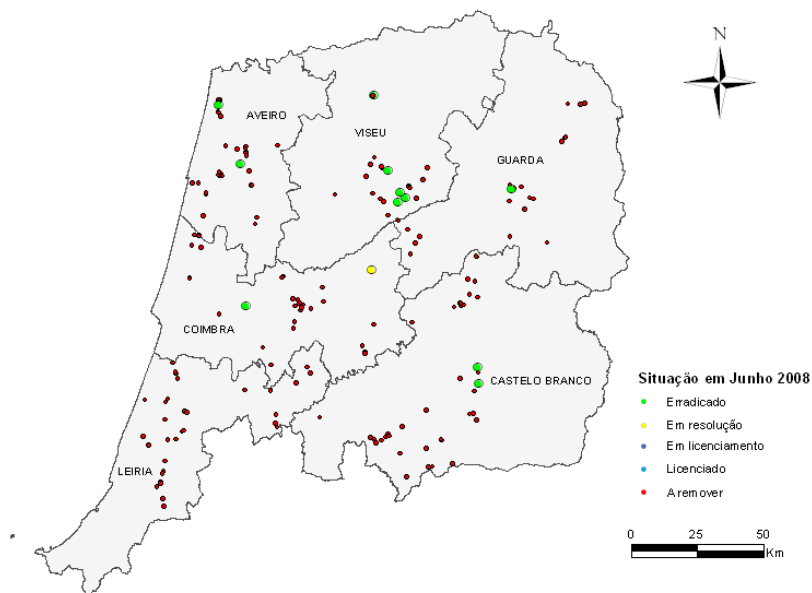 N
AVEIRO
VISEU
GUARDA
COIMBRA
CASTELO BRANCO
LEIRIA
Situação em Junho 2008
Erradicado
Em resolução
Em licenciamento
Licenciado
A remover
0 25 50
Km